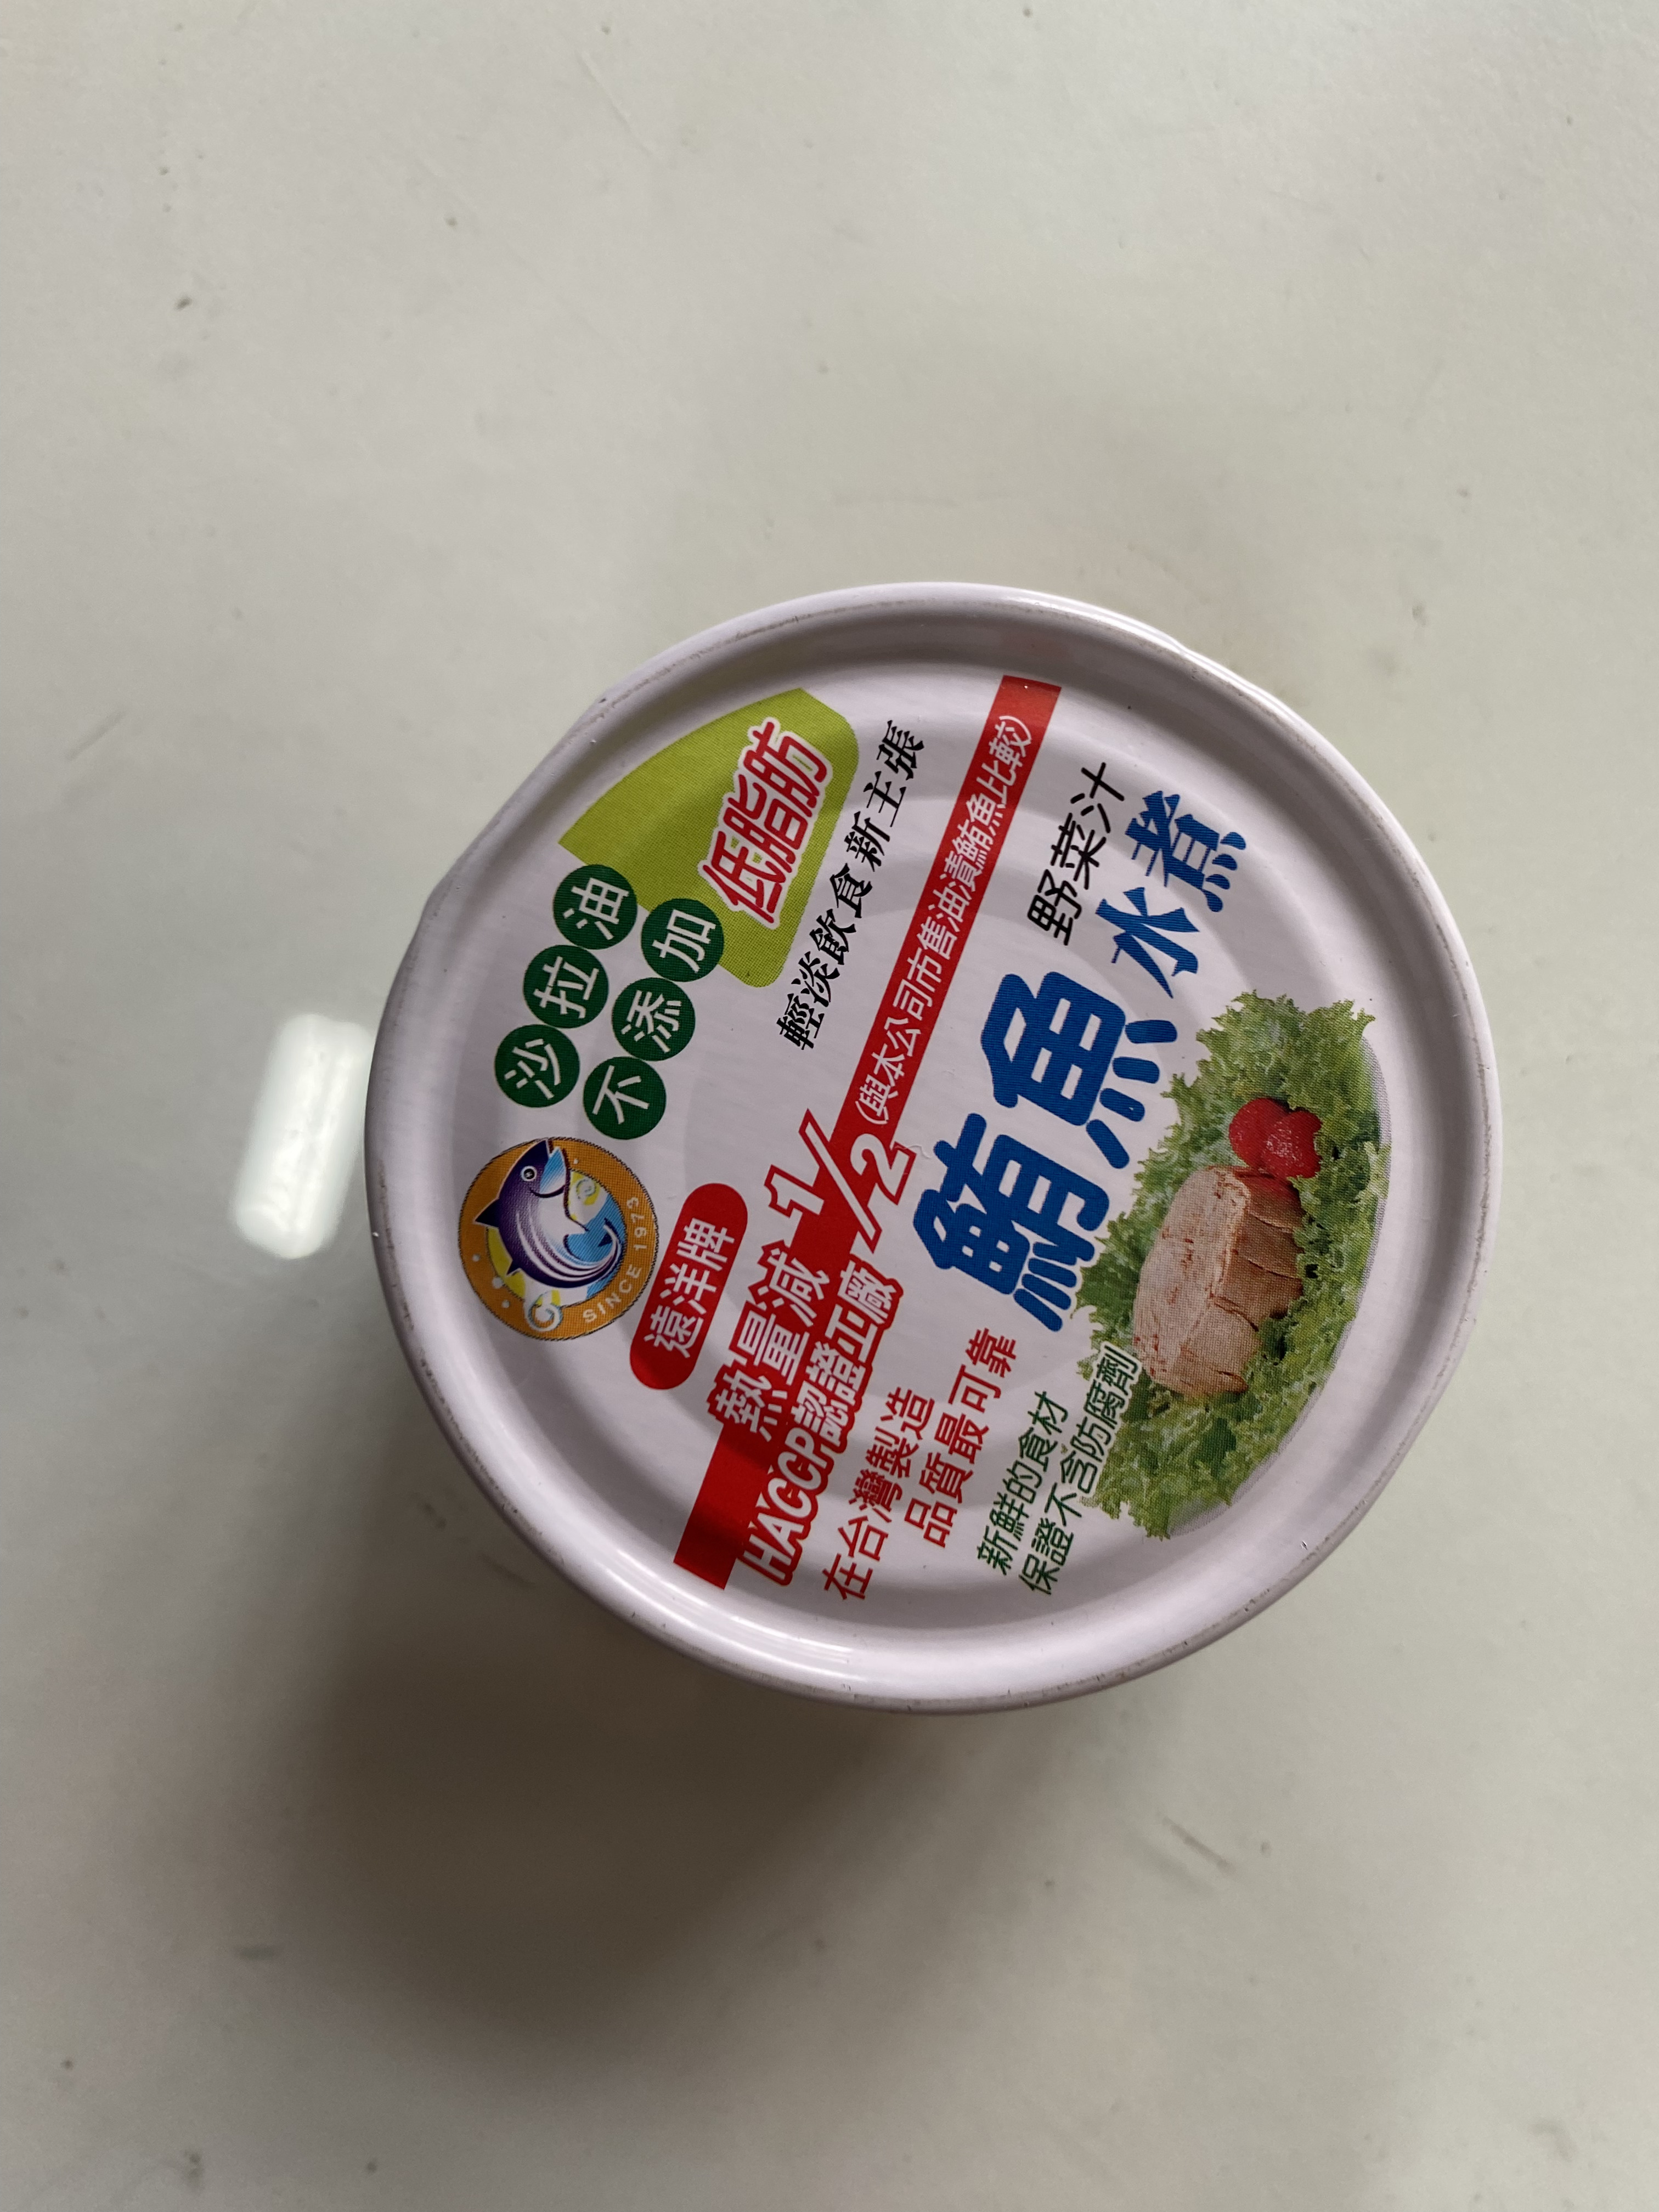 沙拉油
不添加
低脂肪
SINCE 1973
遠洋牌
輕淡飲食新主張
熱量減1/2(與本公司市售油漬鮪魚比較)
HACCP認證工廠
在台灣製造
品質最可靠
鮪魚
野菜汁
水煮
新鮮的食材
保證不含防腐劑